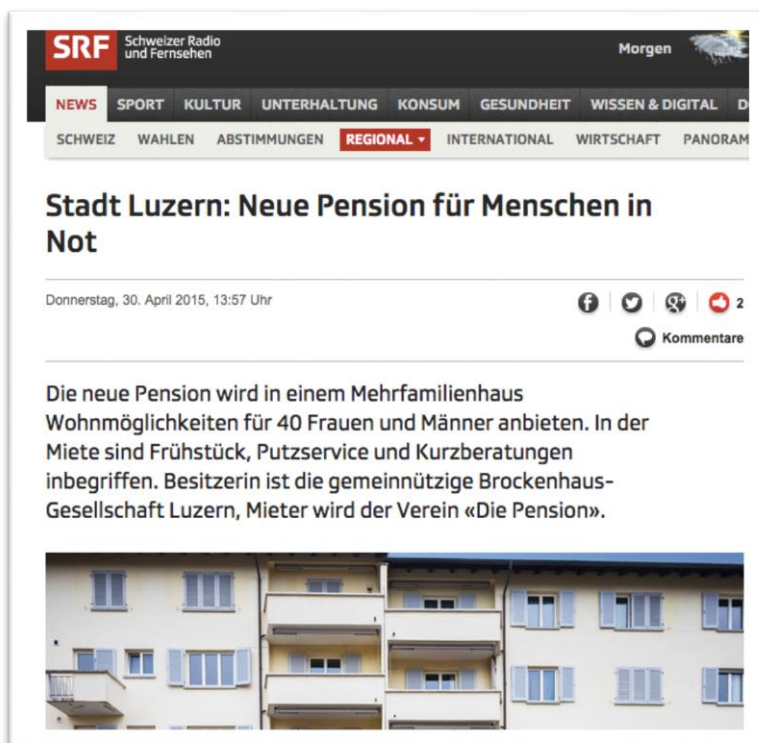 SRF Schweizer Radio
und Fernsehen
Morgen
NEWS SPORT KULTUR UNTERHALTUNG KONSUM GESUNDHEIT WISSEN & DIGITAL
SCHWEIZ WAHLEN ABSTIMMUNGEN REGIONAL INTERNATIONAL WIRTSCHAFT PANORAM
Stadt Luzern: Neue Pension für Menschen in
Not
Donnerstag, 30. April 2015, 13:57 Uhr
2
Kommentare
Die neue Pension wird in einem Mehrfamilienhaus
Wohnmöglichkeiten für 40 Frauen und Männer anbieten. In der
Miete sind Frühstück, Putzservice und Kurzberatungen
inbegriffen. Besitzerin ist die gemeinnützige Brockenhaus-
Gesellschaft Luzern, Mieter wird der Verein «Die Pension».